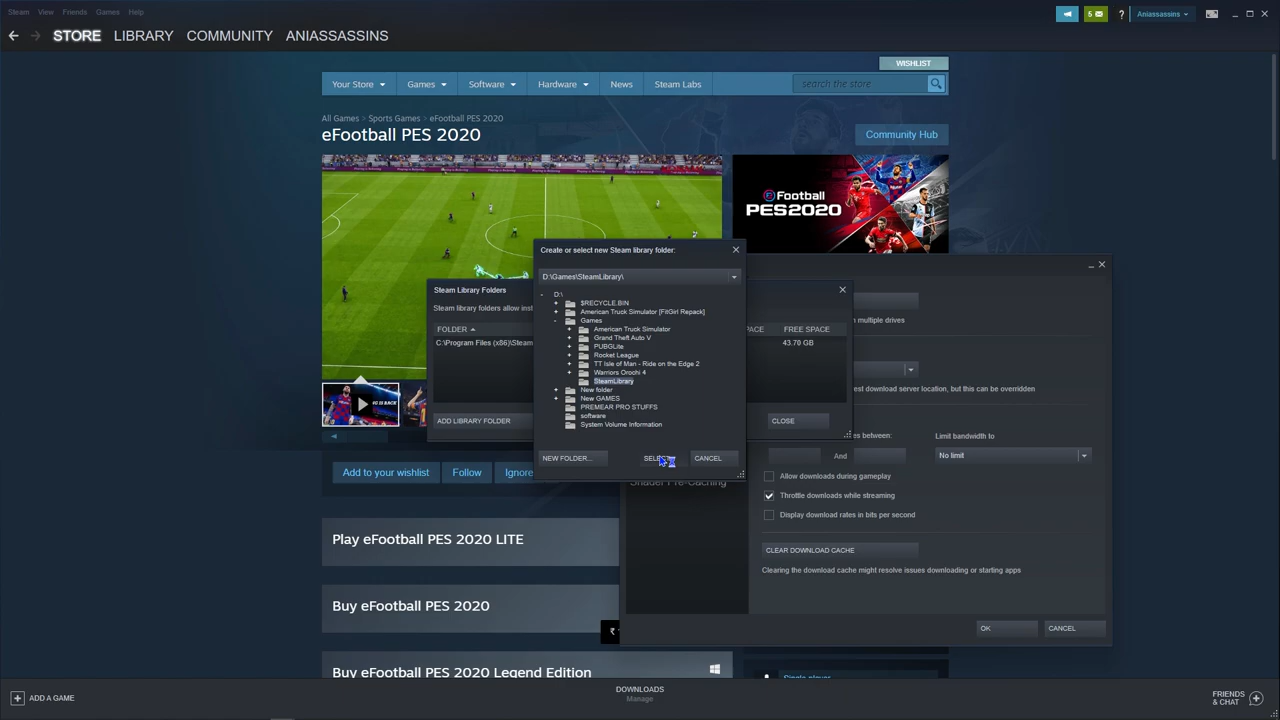 Steam View Friends Games Help
5 ? Aniassassins
STORE LIBRARY COMMUNITY ANIASSASSINS
WISHLIST
Your Store Games Software Hardware News Steam Labs search the store
All Games > Sports Games > eFootball PES 2020
eFootball PES 2020
Community Hub
Football
PES2020
Create or select new Steam library folder:
D:\Games\SteamLibrary\
D:\
$RECYCLE.BIN
American Truck Simulator [FitGirl Repack]
Games
American Truck Simulator
Grand Theft Auto V
PUBGLite
Rocket League
TT Isle of Man - Ride on the Edge 2
Warriors Orochi 4
SteamLibrary
New folder
New GAMES
PREMEAR PRO STUFFS
software
System Volume Information
NEW FOLDER... CANCEL
Steam Library Folders
Steam library folders allow
FOLDER FREE SPACE
C:\Program Files (x86)\Steam 43.70 GB
ADD LIBRARY FOLDER CLOSE
multiple drives
download server location, but this can be overridden
between: Limit bandwidth to
And No limit
Allow downloads during gameplay
Throttle downloads while streaming
Display download rates in bits per second
CLEAR DOWNLOAD CACHE
Clearing the download cache might resolve issues downloading or starting apps
OK CANCEL
Shader Pre-Caching
Add to your wishlist Follow Ignore
Play eFootball PES 2020 LITE
Buy eFootball PES 2020
₹
Buy eFootball PES 2020 Legend Edition
Single player
ADD A GAME
DOWNLOADS
Manage
FRIENDS
& CHAT